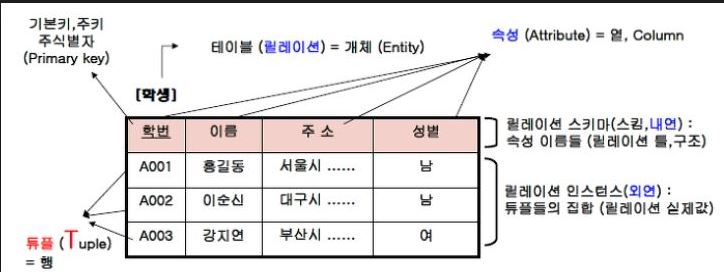 기본키,주키
주식별자
(Primary key)
테이블 (릴레이션) = 개체 (Entity)
속성 (Attribute) = 열, Column
[학생]
학번 이름 주 소 성별
A001 홍길동 서울시 ...... 남
A002 이순신 대구시 ...... 남
A003 강지연 부산시 ...... 여
릴레이션 스키마(스킴,내연) :
속성 이름들 (릴레이션 틀,구조)
릴레이션 인스턴스(외연) :
튜플들의 집합 (릴레이션 실제값)
튜플 (Tuple)
= 행